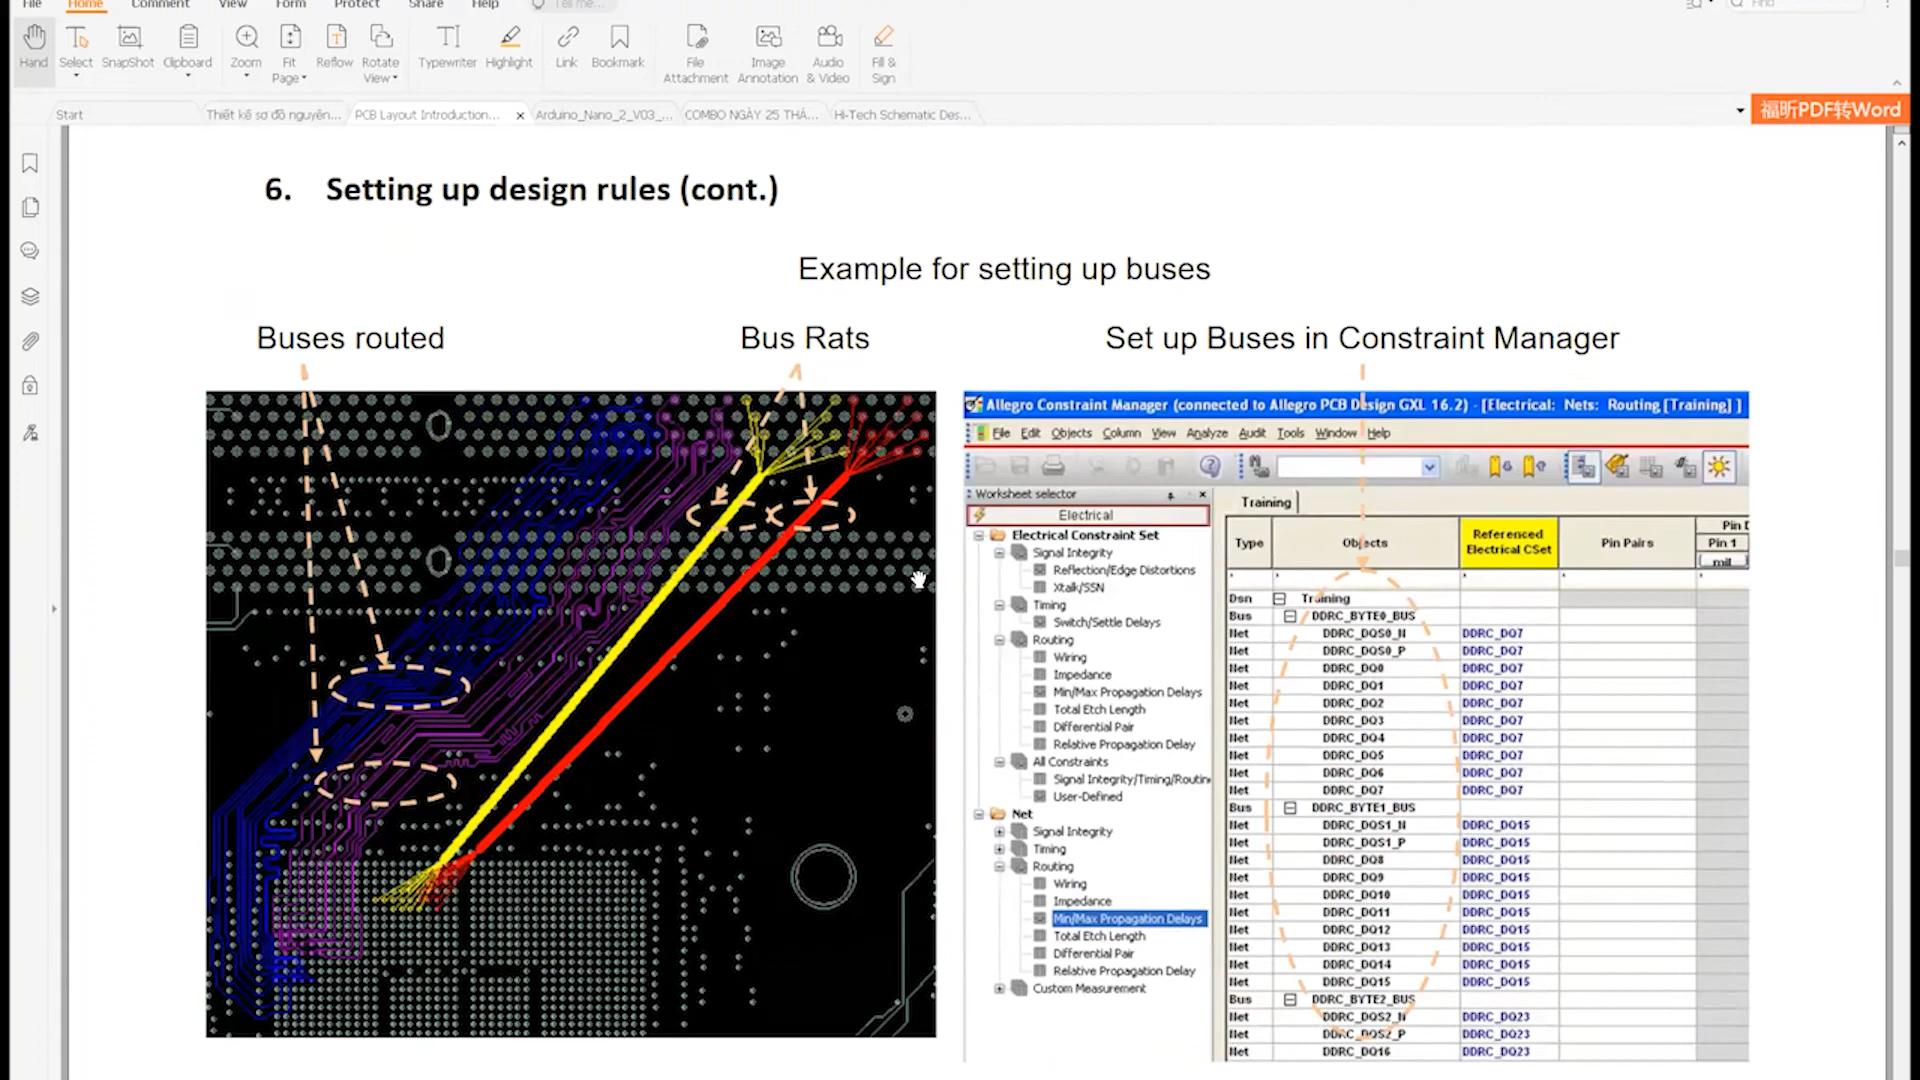 File Home Comment View Form Protect Share Help Tell me... Find
Hand Select SnapShot Clipboard Zoom Fit Page Reflow Rotate View Typewriter Highlight Link Bookmark File Attachment Image Annotation Audio & Video Fill & Sign
Start Thiết kế sơ đồ nguyên... PCB Layout Introduction... Arduino_Nano_2_V03_... COMBO NGÀY 25 THÁ... Hi-Tech Schematic Des... 福昕PDF转Word
6. Setting up design rules (cont.)
Example for setting up buses
Buses routed Bus Rats Set up Buses in Constraint Manager
Allegro Constraint Manager (connected to Allegro PCB Design GXL 16.2) - [Electrical: Nets: Routing [Training] ]
File Edit Objects Column View Analyze Audit Tools Window Help
Worksheet selector
Electrical
Electrical Constraint Set
Signal Integrity
Reflection/Edge Distortions
Xtalk/SSN
Timing
Switch/Settle Delays
Routing
Wiring
Impedance
Min/Max Propagation Delays
Total Etch Length
Differential Pair
Relative Propagation Delay
All Constraints
Signal Integrity/Timing/Routin
User-Defined
Net
Signal Integrity
Timing
Routing
Wiring
Impedance
Min/Max Propagation Delays
Total Etch Length
Differential Pair
Relative Propagation Delay
Custom Measurement
Training
Type Objects Referenced Electrical CSet Pin Pairs Pin D
Pin 1
mil
* * * * *
Dsn Training
Bus DDRC_BYTE0_BUS
Net DDRC_DQS0_N DDRC_DQ7
Net DDRC_DQS0_P DDRC_DQ7
Net DDRC_DQ0 DDRC_DQ7
Net DDRC_DQ1 DDRC_DQ7
Net DDRC_DQ2 DDRC_DQ7
Net DDRC_DQ3 DDRC_DQ7
Net DDRC_DQ4 DDRC_DQ7
Net DDRC_DQ5 DDRC_DQ7
Net DDRC_DQ6 DDRC_DQ7
Net DDRC_DQ7 DDRC_DQ7
Bus DDRC_BYTE1_BUS
Net DDRC_DQS1_N DDRC_DQ15
Net DDRC_DQS1_P DDRC_DQ15
Net DDRC_DQ8 DDRC_DQ15
Net DDRC_DQ9 DDRC_DQ15
Net DDRC_DQ10 DDRC_DQ15
Net DDRC_DQ11 DDRC_DQ15
Net DDRC_DQ12 DDRC_DQ15
Net DDRC_DQ13 DDRC_DQ15
Net DDRC_DQ14 DDRC_DQ15
Net DDRC_DQ15 DDRC_DQ15
Bus DDRC_BYTE2_BUS
Net DDRC_DQS2_N DDRC_DQ23
Net DDRC_DQS2_P DDRC_DQ23
Net DDRC_DQ16 DDRC_DQ23